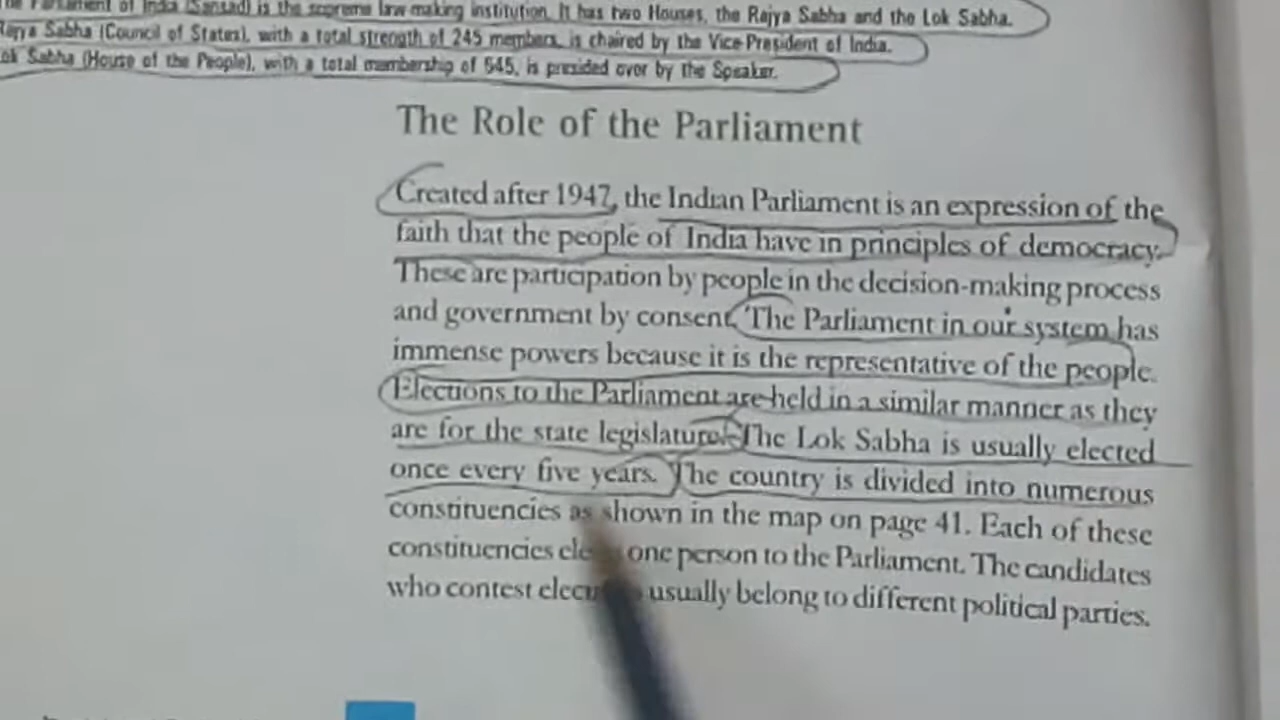 Parliament of India (Sansad) is the supreme law-making institution. It has two Houses, the Rajya Sabha and the Lok Sabha.
Rajya Sabha (Council of States), with a total strength of 245 members, is chaired by the Vice-President of India.
Sabha (House of the People), with a total membership of 545, is presided over by the Speaker.
The Role of the Parliament
Created after 1947, the Indian Parliament is an expression of the
faith that the people of India have in principles of democracy.
These are participation by people in the decision-making process
and government by consent. The Parliament in our system has
immense powers because it is the representative of the people.
Elections to the Parliament are held in a similar manner as they
are for the state legislature. The Lok Sabha is usually elected
once every five years. The country is divided into numerous
constituencies as shown in the map on page 41. Each of these
constituencies one person to the Parliament. The candidates
who contest usually belong to different political parties.